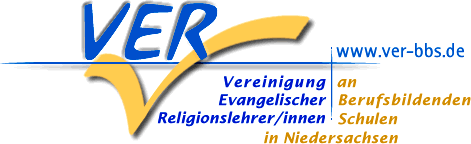 VER
www.ver-bbs.de
Vereinigung an
Evangelischer Berufsbildenden
Religionslehrer/innen Schulen
in Niedersachsen